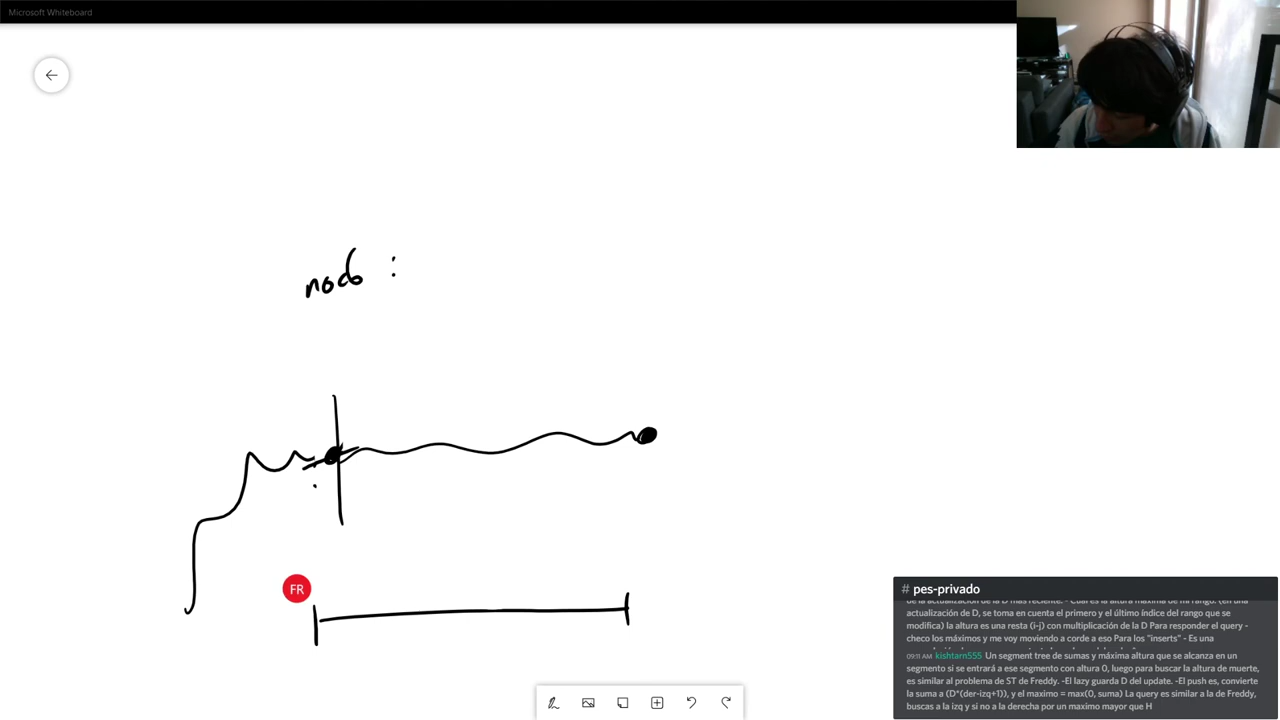 Microsoft Whiteboard
nodo :
FR
# pes-privado
actualización de D, se toma en cuenta el primero y el último índice del rango que se
modifica) la altura es una resta (i-j) con multiplicación de la D Para responder el query -
checo los máximos y me voy moviendo a corde a eso Para los "inserts" - Es una
09:11 AM kishtarn555 Un segment tree de sumas y máxima altura que se alcanza en un
segmento si se entrará a ese segmento con altura 0, luego para buscar la altura de muerte,
es similar al problema de ST de Freddy. -El lazy guarda D del update. -El push es, convierte
la suma a (D*(der-izq+1)), y el maximo = max(0, suma) La query es similar a la de Freddy,
buscas a la izq y si no a la derecha por un maximo mayor que H